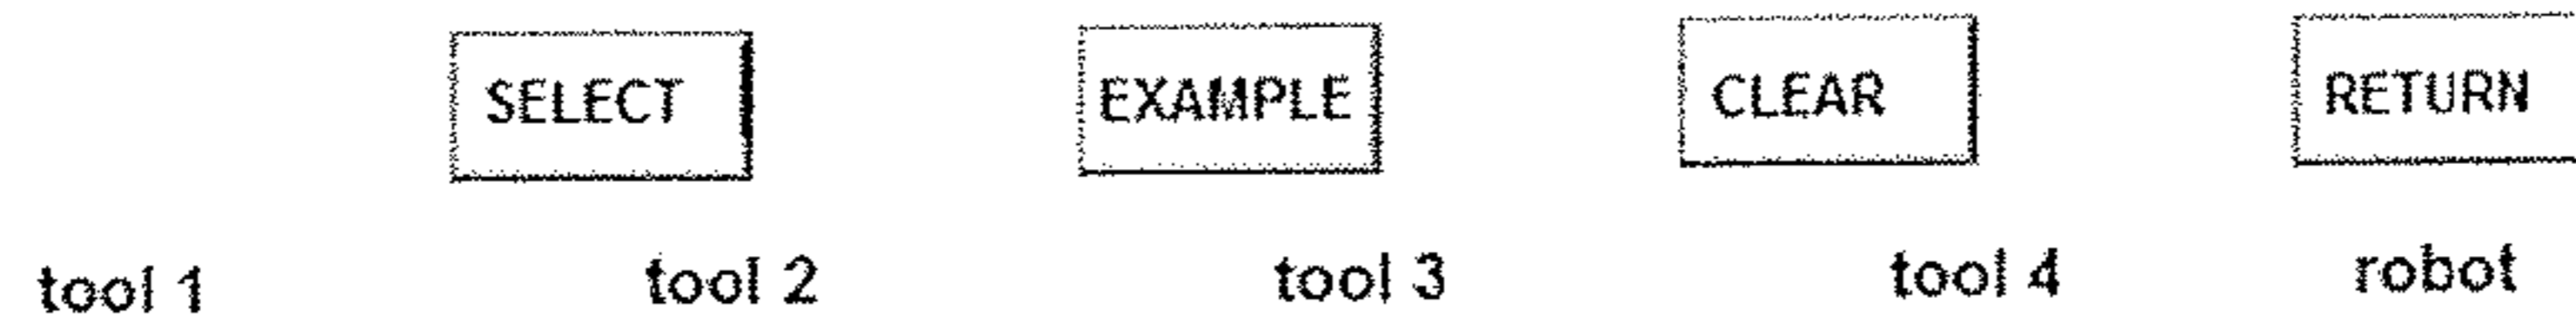 SELECT EXAMPLE CLEAR RETURN
tool 1 tool 2 tool 3 tool 4 robot